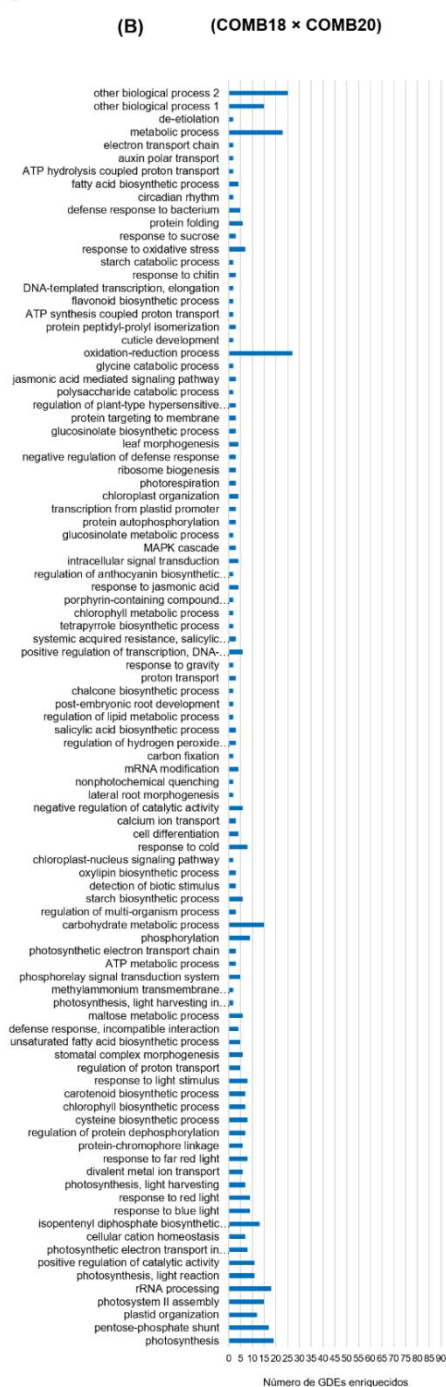 (B) (COMB18 × COMB20)
other biological process 2
other biological process 1
de-etiolation
metabolic process
electron transport chain
auxin polar transport
ATP hydrolysis coupled proton transport
fatty acid biosynthetic process
circadian rhythm
defense response to bacterium
protein folding
response to sucrose
response to oxidative stress
starch catabolic process
response to chitin
DNA-templated transcription, elongation
flavonoid biosynthetic process
ATP synthesis coupled proton transport
protein peptidyl-prolyl isomerization
cuticle development
oxidation-reduction process
glycine catabolic process
jasmonic acid mediated signaling pathway
polysaccharide catabolic process
regulation of plant-type hypersensitive…
protein targeting to membrane
glucosinolate biosynthetic process
leaf morphogenesis
negative regulation of defense response
ribosome biogenesis
photorespiration
chloroplast organization
transcription from plastid promoter
protein autophosphorylation
glucosinolate metabolic process
MAPK cascade
intracellular signal transduction
regulation of anthocyanin biosynthetic…
response to jasmonic acid
porphyrin-containing compound…
chlorophyll metabolic process
tetrapyrrole biosynthetic process
systemic acquired resistance, salicylic…
positive regulation of transcription, DNA-…
response to gravity
proton transport
chalcone biosynthetic process
post-embryonic root development
regulation of lipid metabolic process
salicylic acid biosynthetic process
regulation of hydrogen peroxide…
carbon fixation
mRNA modification
nonphotochemical quenching
lateral root morphogenesis
negative regulation of catalytic activity
calcium ion transport
cell differentiation
response to cold
chloroplast-nucleus signaling pathway
oxylipin biosynthetic process
detection of biotic stimulus
starch biosynthetic process
regulation of multi-organism process
carbohydrate metabolic process
phosphorylation
photosynthetic electron transport chain
ATP metabolic process
phosphorelay signal transduction system
methylammonium transmembrane…
photosynthesis, light harvesting in…
maltose metabolic process
defense response, incompatible interaction
unsaturated fatty acid biosynthetic process
stomatal complex morphogenesis
regulation of proton transport
response to light stimulus
carotenoid biosynthetic process
chlorophyll biosynthetic process
cysteine biosynthetic process
regulation of protein dephosphorylation
protein-chromophore linkage
response to far red light
divalent metal ion transport
photosynthesis, light harvesting
response to red light
response to blue light
isopentenyl diphosphate biosynthetic…
cellular cation homeostasis
photosynthetic electron transport in…
positive regulation of catalytic activity
photosynthesis, light reaction
rRNA processing
photosystem II assembly
plastid organization
pentose-phosphate shunt
photosynthesis
0 5 10 15 20 25 30 35 40 45 50 55 60 65 70 75 80 85 90
Número de GDEs enriquecidos